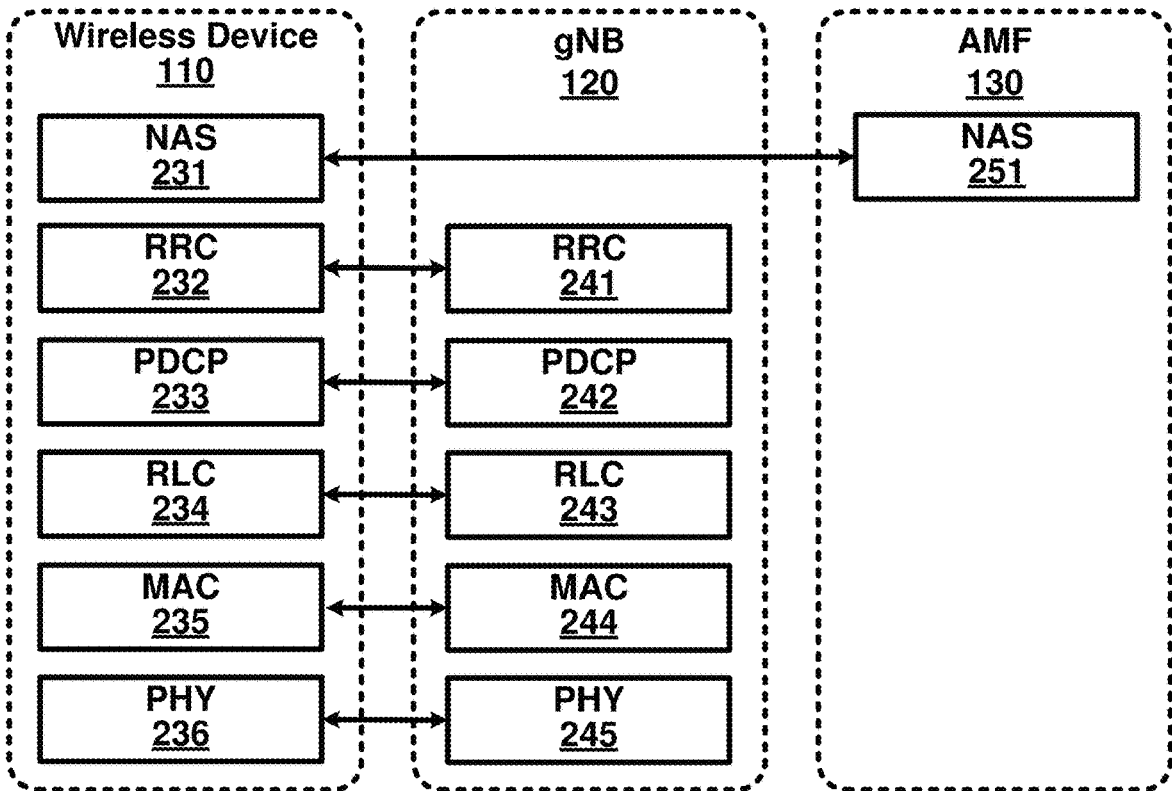 Wireless Device
110
NAS
231
RRC
232
PDCP
233
RLC
234
MAC
235
PHY
236
gNB
120
RRC
241
PDCP
242
RLC
243
MAC
244
PHY
245
AMF
130
NAS
251